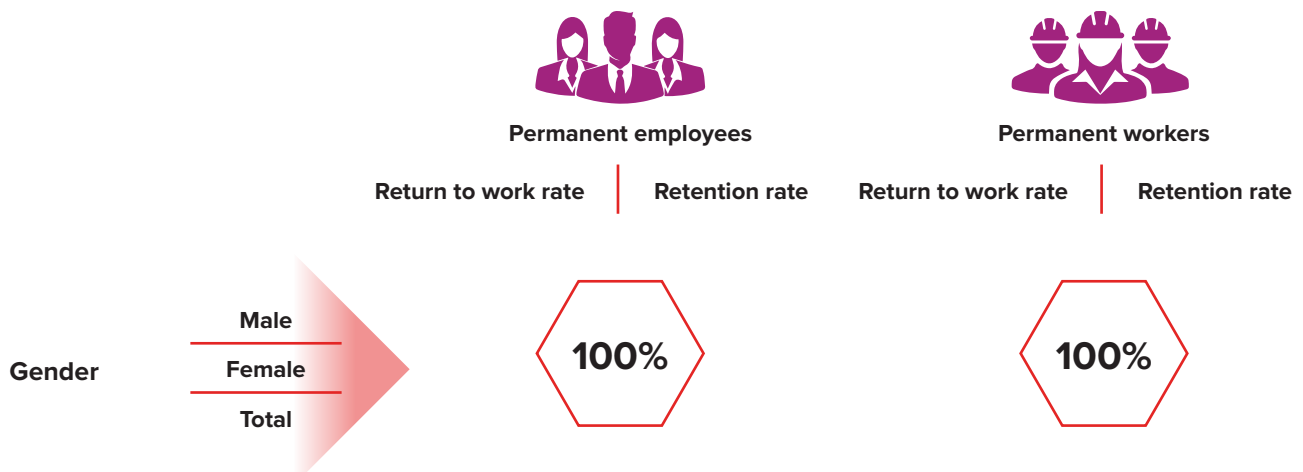 Permanent employees
Permanent workers
Return to work rate
Retention rate
Return to work rate
Retention rate
Gender
Male
Female
Total
100%
100%